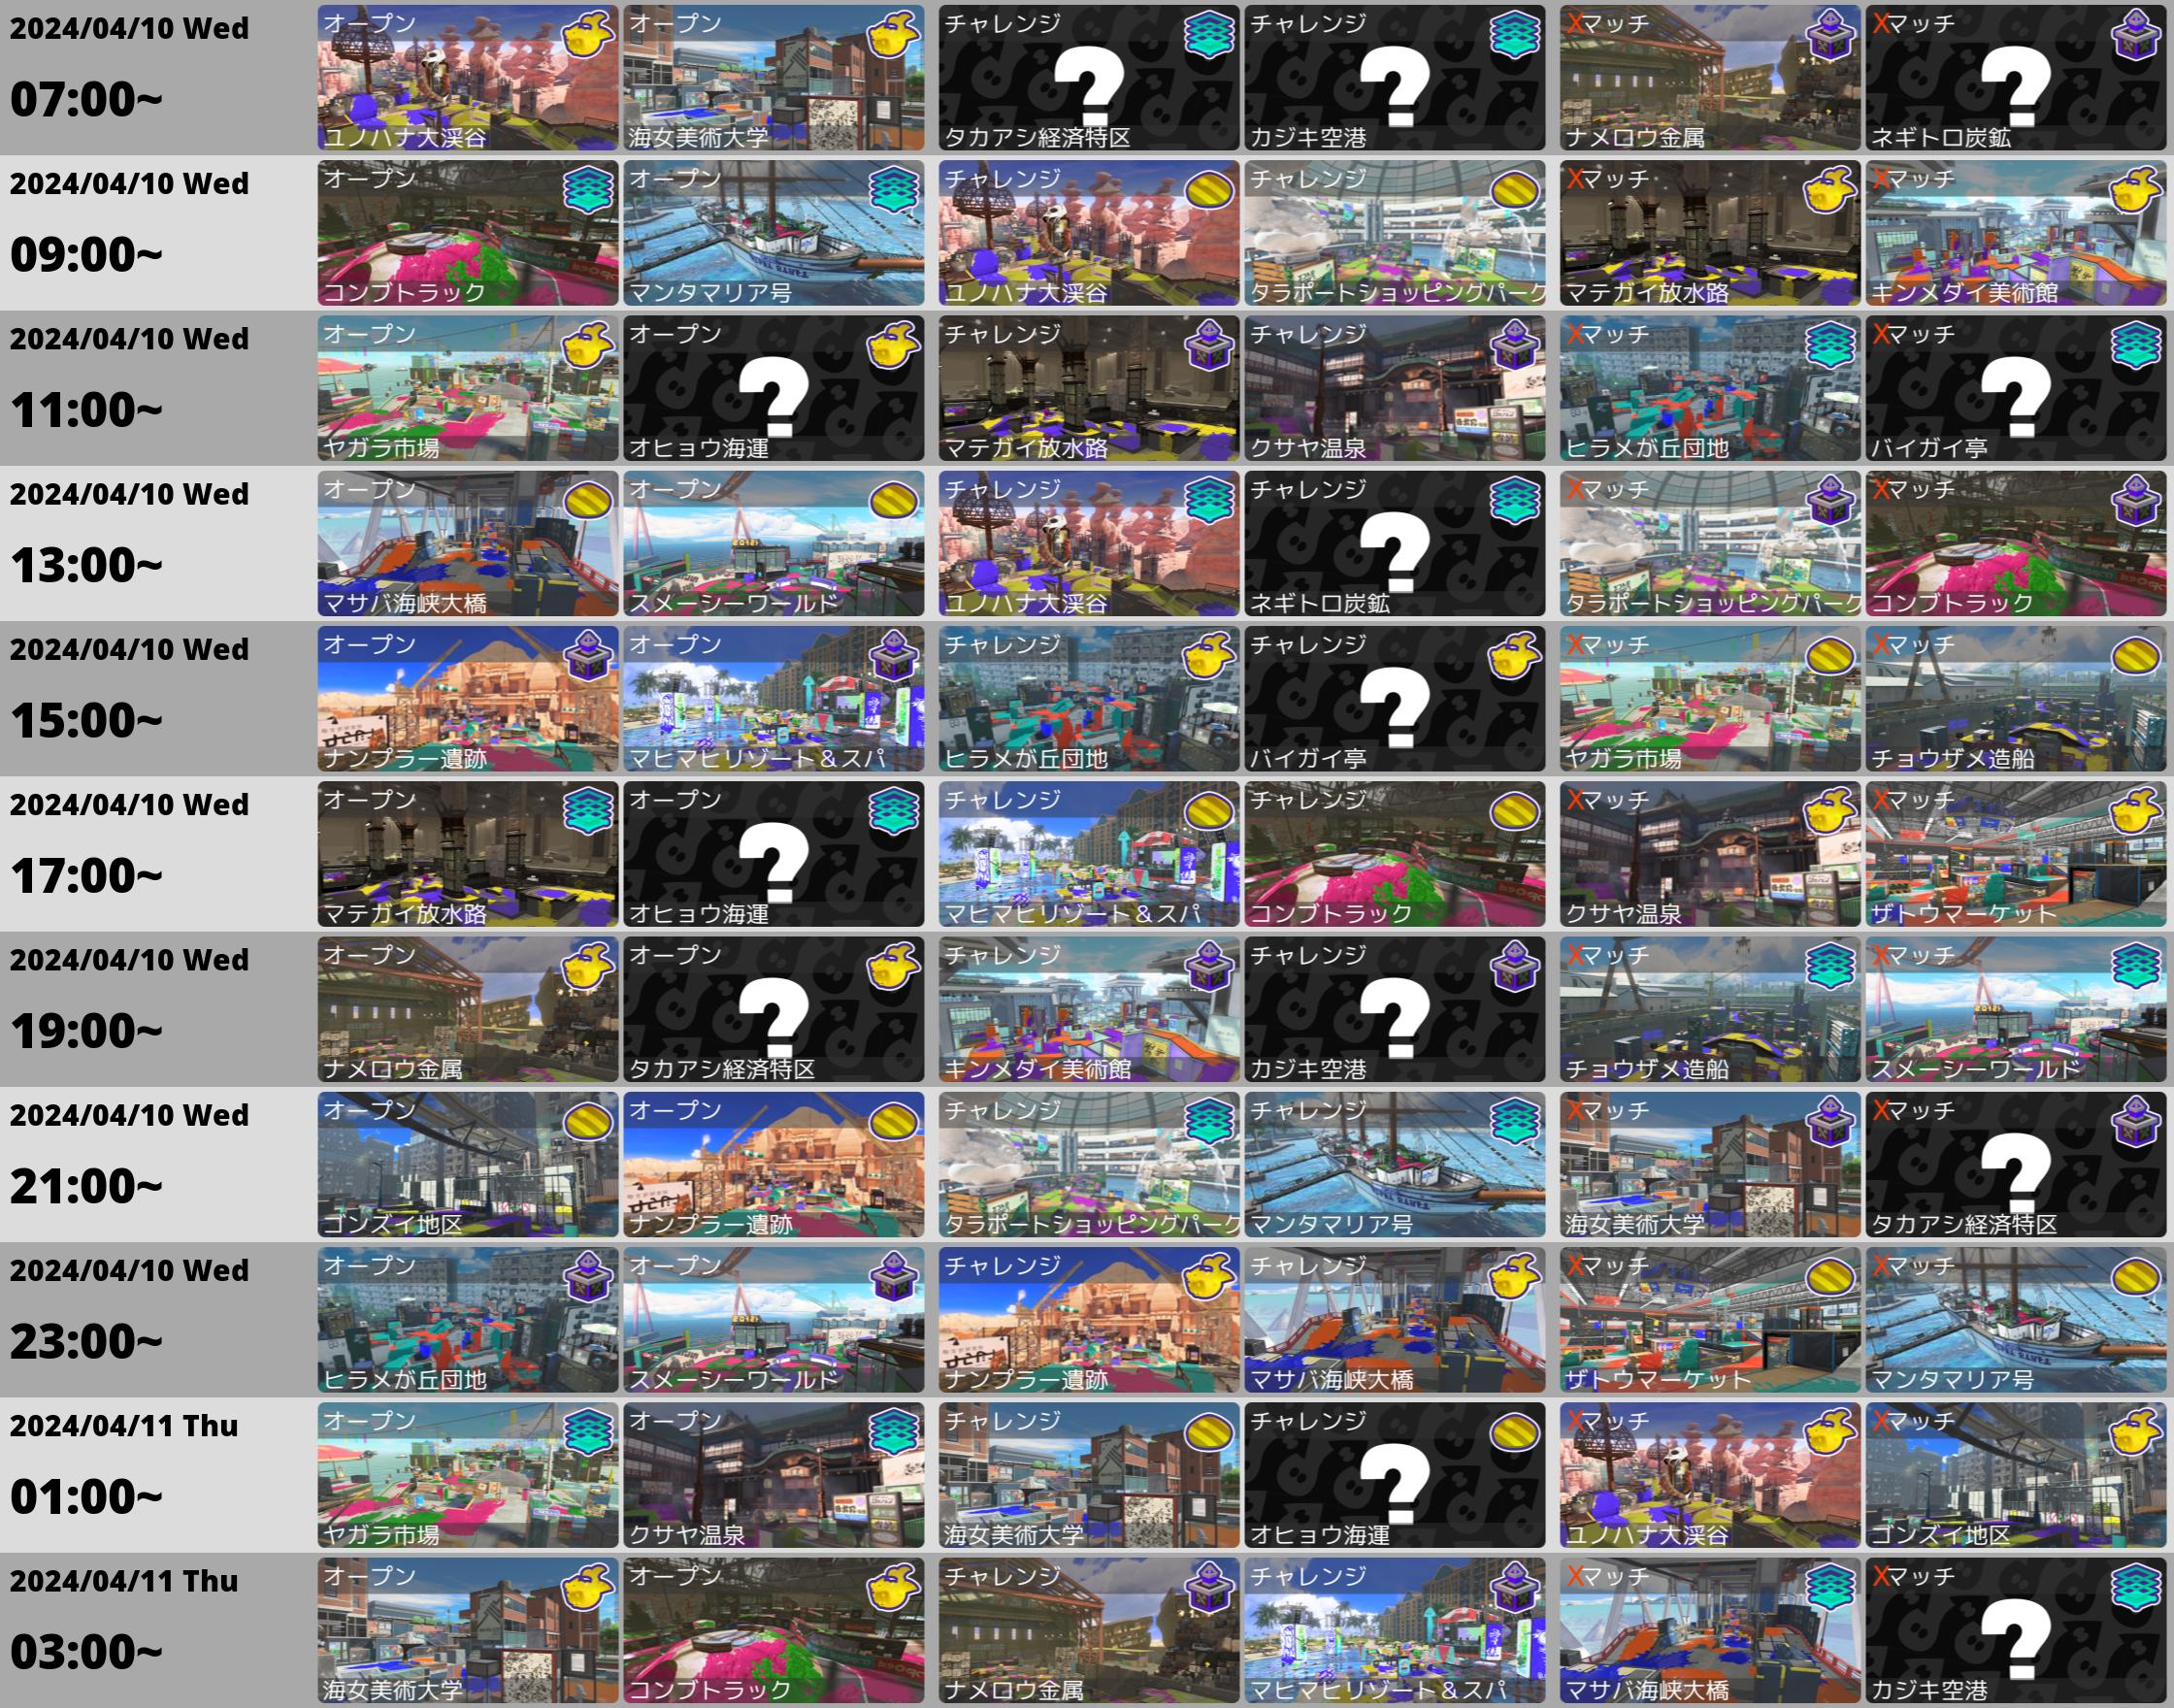 2024/04/10 Wed
07:00~
オープン
ユノハナ大渓谷
オープン
海女美術大学
チャレンジ
?
タカアシ経済特区
チャレンジ
?
カジキ空港
Xマッチ
ナメロウ金属
Xマッチ
?
ネギトロ炭鉱
2024/04/10 Wed
09:00~
オープン
コンブトラック
オープン
マンタマリア号
チャレンジ
ユノハナ大渓谷
チャレンジ
タラポートショッピングパーク
Xマッチ
マテガイ放水路
Xマッチ
キンメダイ美術館
2024/04/10 Wed
11:00~
オープン
ヤガラ市場
オープン
?
オヒョウ海運
チャレンジ
マテガイ放水路
チャレンジ
クサヤ温泉
Xマッチ
ヒラメが丘団地
Xマッチ
?
バイガイ亭
2024/04/10 Wed
13:00~
オープン
マサバ海峡大橋
オープン
スメーシーワールド
チャレンジ
ユノハナ大渓谷
チャレンジ
?
ネギトロ炭鉱
Xマッチ
タラポートショッピングパーク
Xマッチ
コンブトラック
2024/04/10 Wed
15:00~
オープン
ナンプラー遺跡
オープン
マヒマヒリゾート&スパ
チャレンジ
ヒラメが丘団地
チャレンジ
?
バイガイ亭
Xマッチ
ヤガラ市場
Xマッチ
チョウザメ造船
2024/04/10 Wed
17:00~
オープン
マテガイ放水路
オープン
?
オヒョウ海運
チャレンジ
マヒマヒリゾート&スパ
チャレンジ
コンブトラック
Xマッチ
クサヤ温泉
Xマッチ
ザトウマーケット
2024/04/10 Wed
19:00~
オープン
ナメロウ金属
オープン
?
タカアシ経済特区
チャレンジ
キンメダイ美術館
チャレンジ
?
カジキ空港
Xマッチ
チョウザメ造船
Xマッチ
スメーシーワールド
2024/04/10 Wed
21:00~
オープン
ゴンズイ地区
オープン
ナンプラー遺跡
チャレンジ
タラポートショッピングパーク
チャレンジ
マンタマリア号
Xマッチ
海女美術大学
Xマッチ
?
タカアシ経済特区
2024/04/10 Wed
23:00~
オープン
ヒラメが丘団地
オープン
スメーシーワールド
チャレンジ
ナンプラー遺跡
チャレンジ
マサバ海峡大橋
Xマッチ
ザトウマーケット
Xマッチ
マンタマリア号
2024/04/11 Thu
01:00~
オープン
ヤガラ市場
オープン
クサヤ温泉
チャレンジ
海女美術大学
チャレンジ
?
オヒョウ海運
Xマッチ
ユノハナ大渓谷
Xマッチ
ゴンズイ地区
2024/04/11 Thu
03:00~
オープン
海女美術大学
オープン
コンブトラック
チャレンジ
ナメロウ金属
チャレンジ
マヒマヒリゾート&スパ
Xマッチ
マサバ海峡大橋
Xマッチ
?
カジキ空港